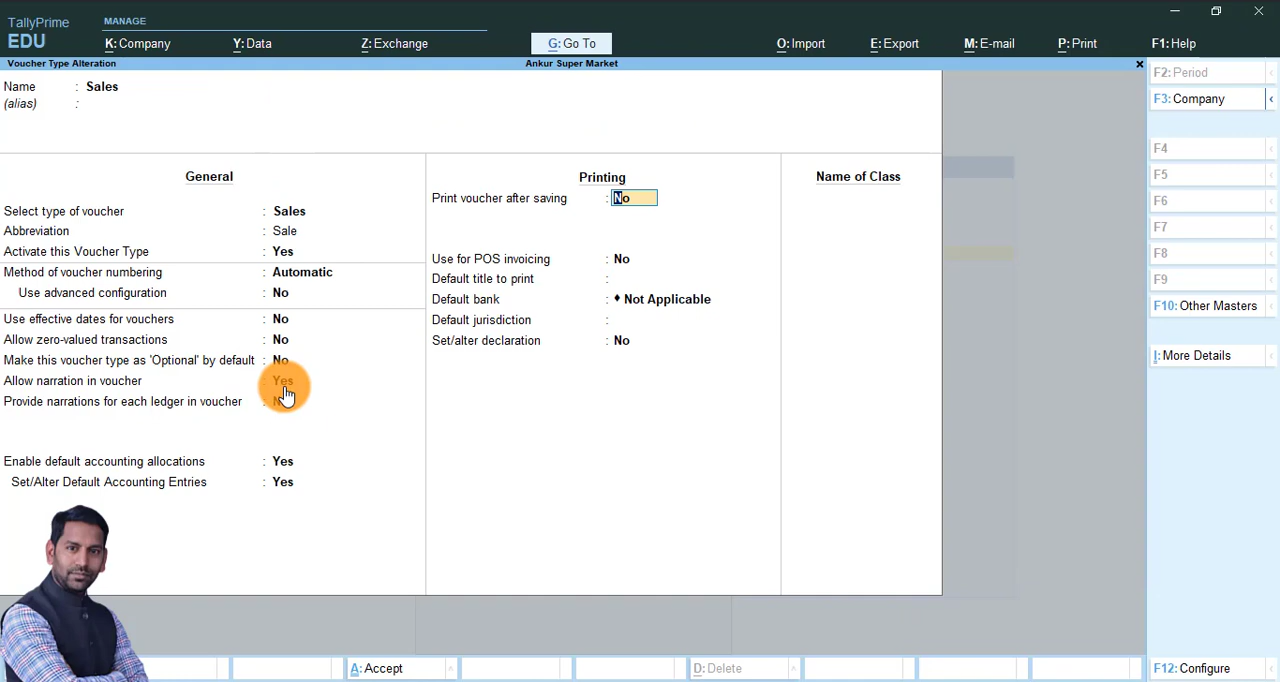 TallyPrime
EDU
MANAGE
K: Company
Y: Data
Z: Exchange
G: Go To
O: Import
E: Export
M: E-mail
P: Print
F1: Help
Voucher Type Alteration
Ankur Super Market
Name : Sales
(alias) :
General
Select type of voucher : Sales
Abbreviation : Sale
Activate this Voucher Type : Yes
Method of voucher numbering : Automatic
Use advanced configuration : No
Use effective dates for vouchers : No
Allow zero-valued transactions : No
Make this voucher type as 'Optional' by default : No
Allow narration in voucher : Yes
Provide narrations for each ledger in voucher :
Enable default accounting allocations : Yes
Set/Alter Default Accounting Entries : Yes
Printing
Print voucher after saving : No
Use for POS invoicing : No
Default title to print :
Default bank : ♦ Not Applicable
Default jurisdiction :
Set/alter declaration : No
Name of Class
F2: Period
F3: Company
F4
F5
F6
F7
F8
F9
F10: Other Masters
I: More Details
A: Accept
D: Delete
F12: Configure